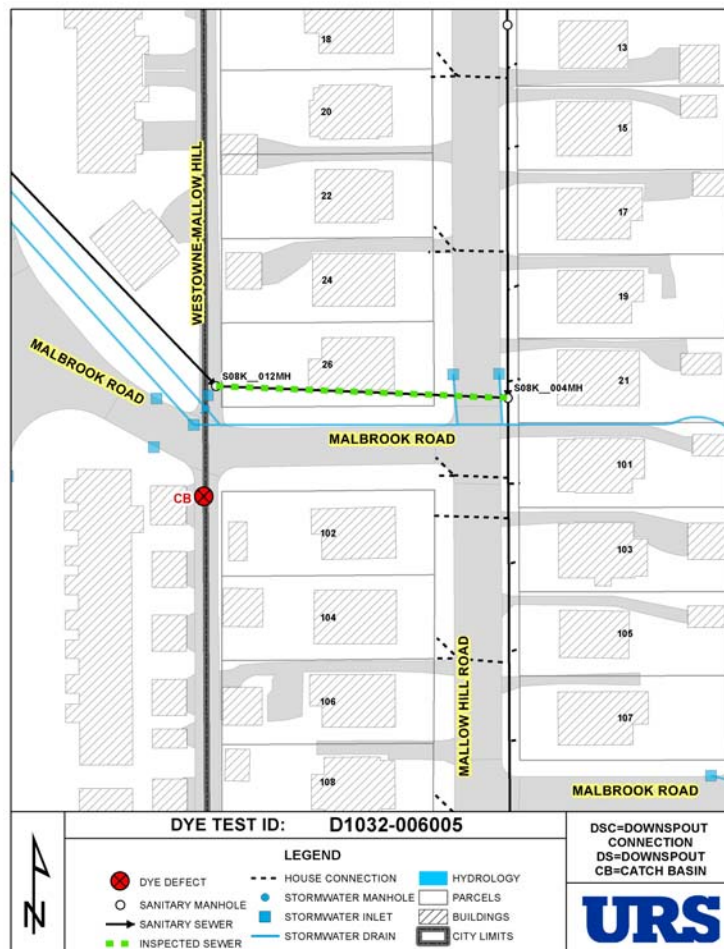 18
13
20
15
22
17
WESTOWNE-MALLOW HILL
24
19
MALBROOK ROAD
26
21
S08K__012MH
S08K__004MH
MALBROOK ROAD
101
CB
102
103
104
105
MALLOW HILL ROAD
106
107
108
MALBROOK ROAD
DYE TEST ID: D1032-006005
DSC=DOWNSPOUT
CONNECTION
DS=DOWNSPOUT
CB=CATCH BASIN
N
LEGEND
DYE DEFECT
SANITARY MANHOLE
SANITARY SEWER
INSPECTED SEWER
HOUSE CONNECTION
STORMWATER MANHOLE
STORMWATER INLET
STORMWATER DRAIN
HYDROLOGY
PARCELS
BUILDINGS
CITY LIMITS
URS